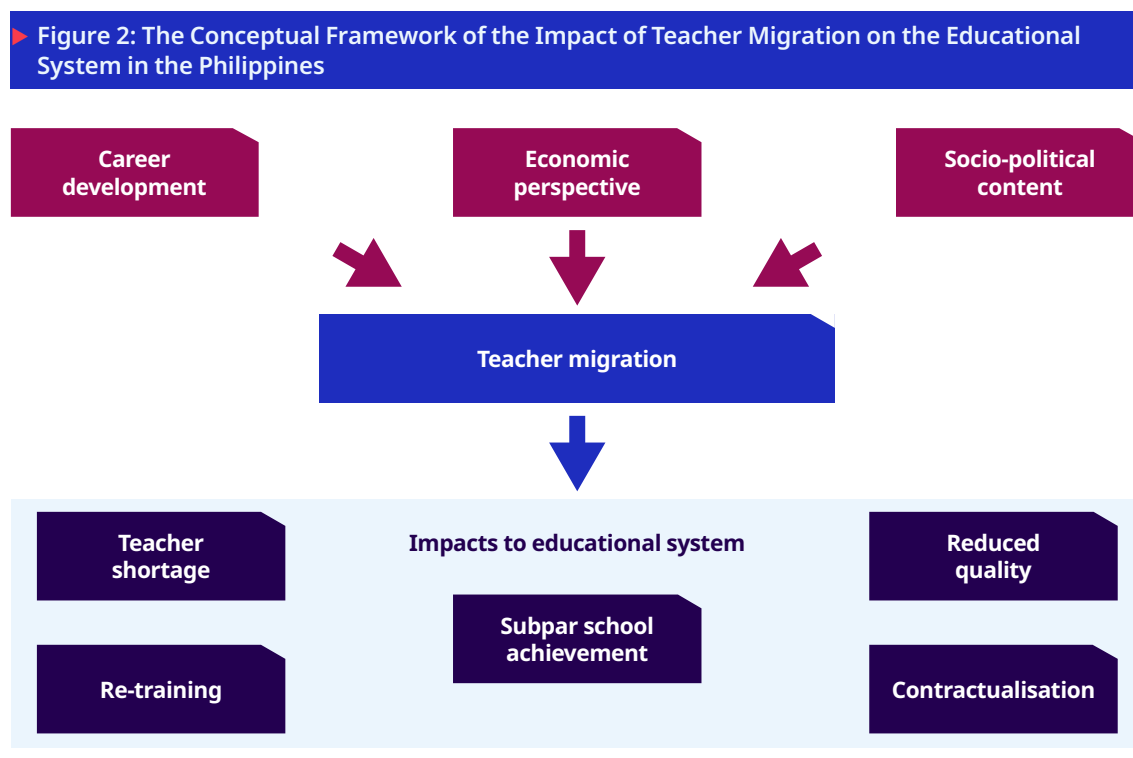 Figure 2: The Conceptual Framework of the Impact of Teacher Migration on the Educational
System in the Philippines
Career
development
Economic
perspective
Socio-political
content
Teacher migration
Impacts to educational system
Teacher
shortage
Reduced
quality
Subpar school
achievement
Re-training
Contractualisation